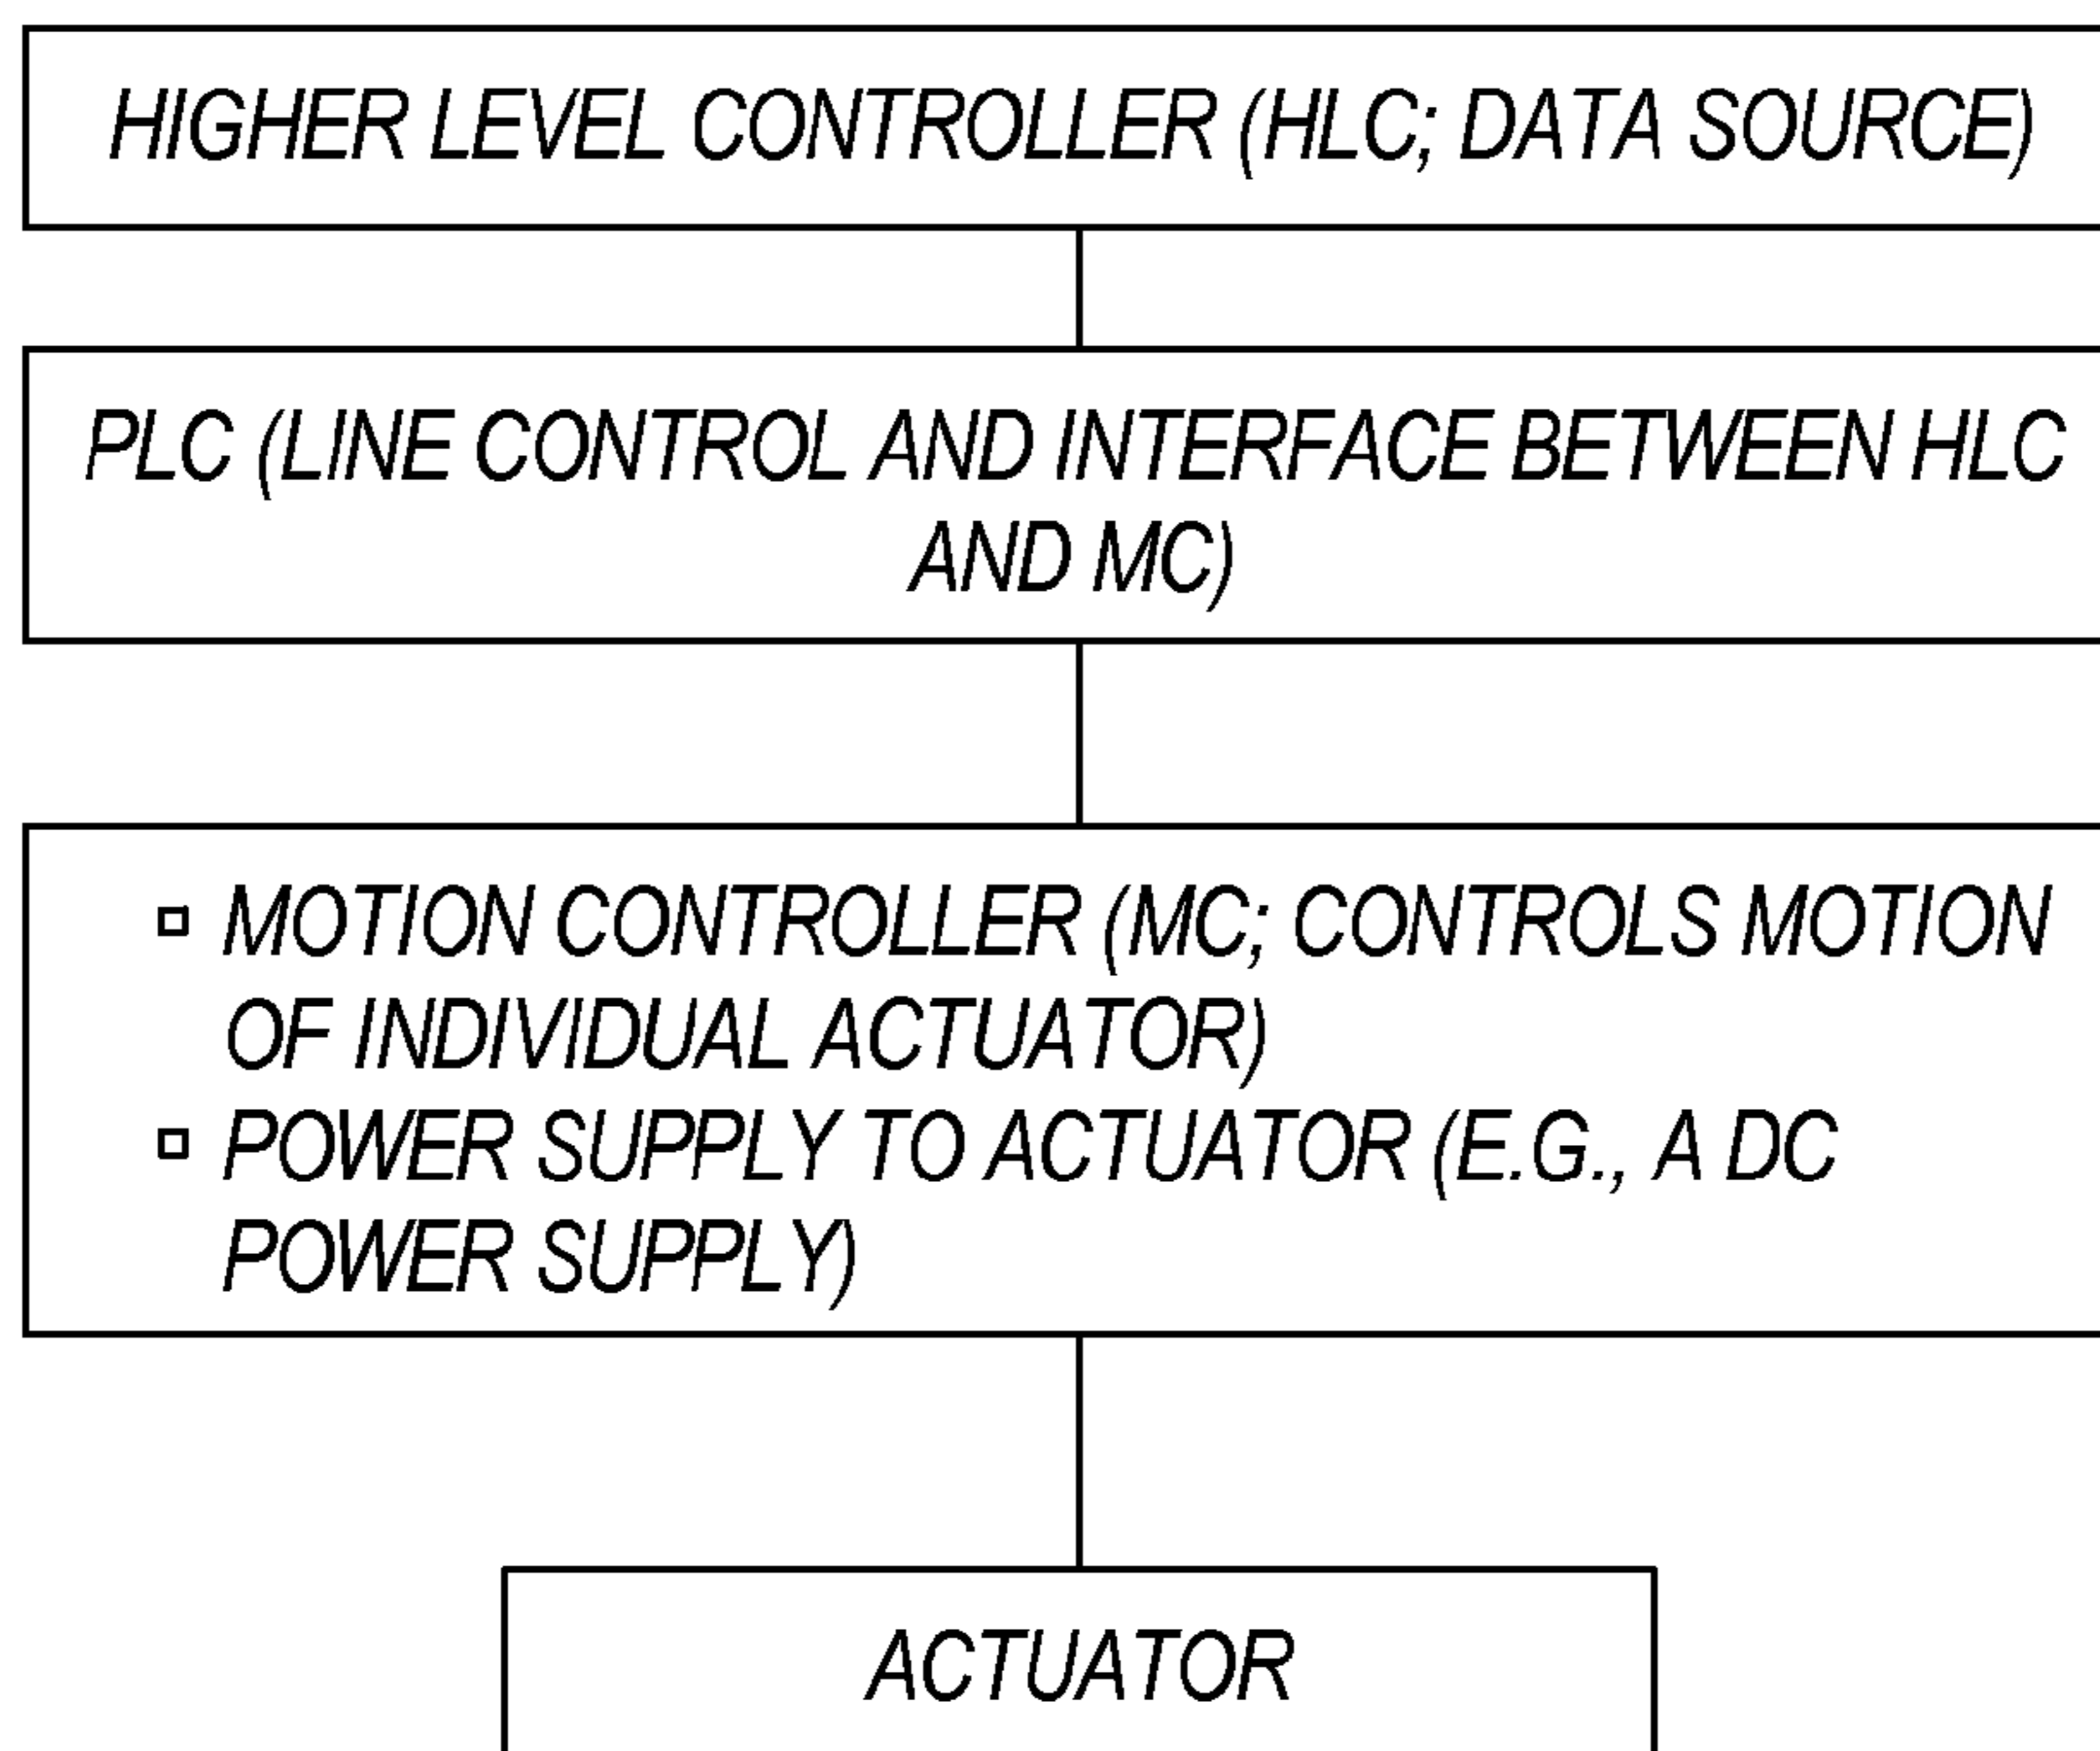 HIGHER LEVEL CONTROLLER (HLC; DATA SOURCE)
PLC (LINE CONTROL AND INTERFACE BETWEEN HLC
AND MC)
MOTION CONTROLLER (MC; CONTROLS MOTION
OF INDIVIDUAL ACTUATOR)
POWER SUPPLY TO ACTUATOR (E.G., A DC
POWER SUPPLY)
ACTUATOR